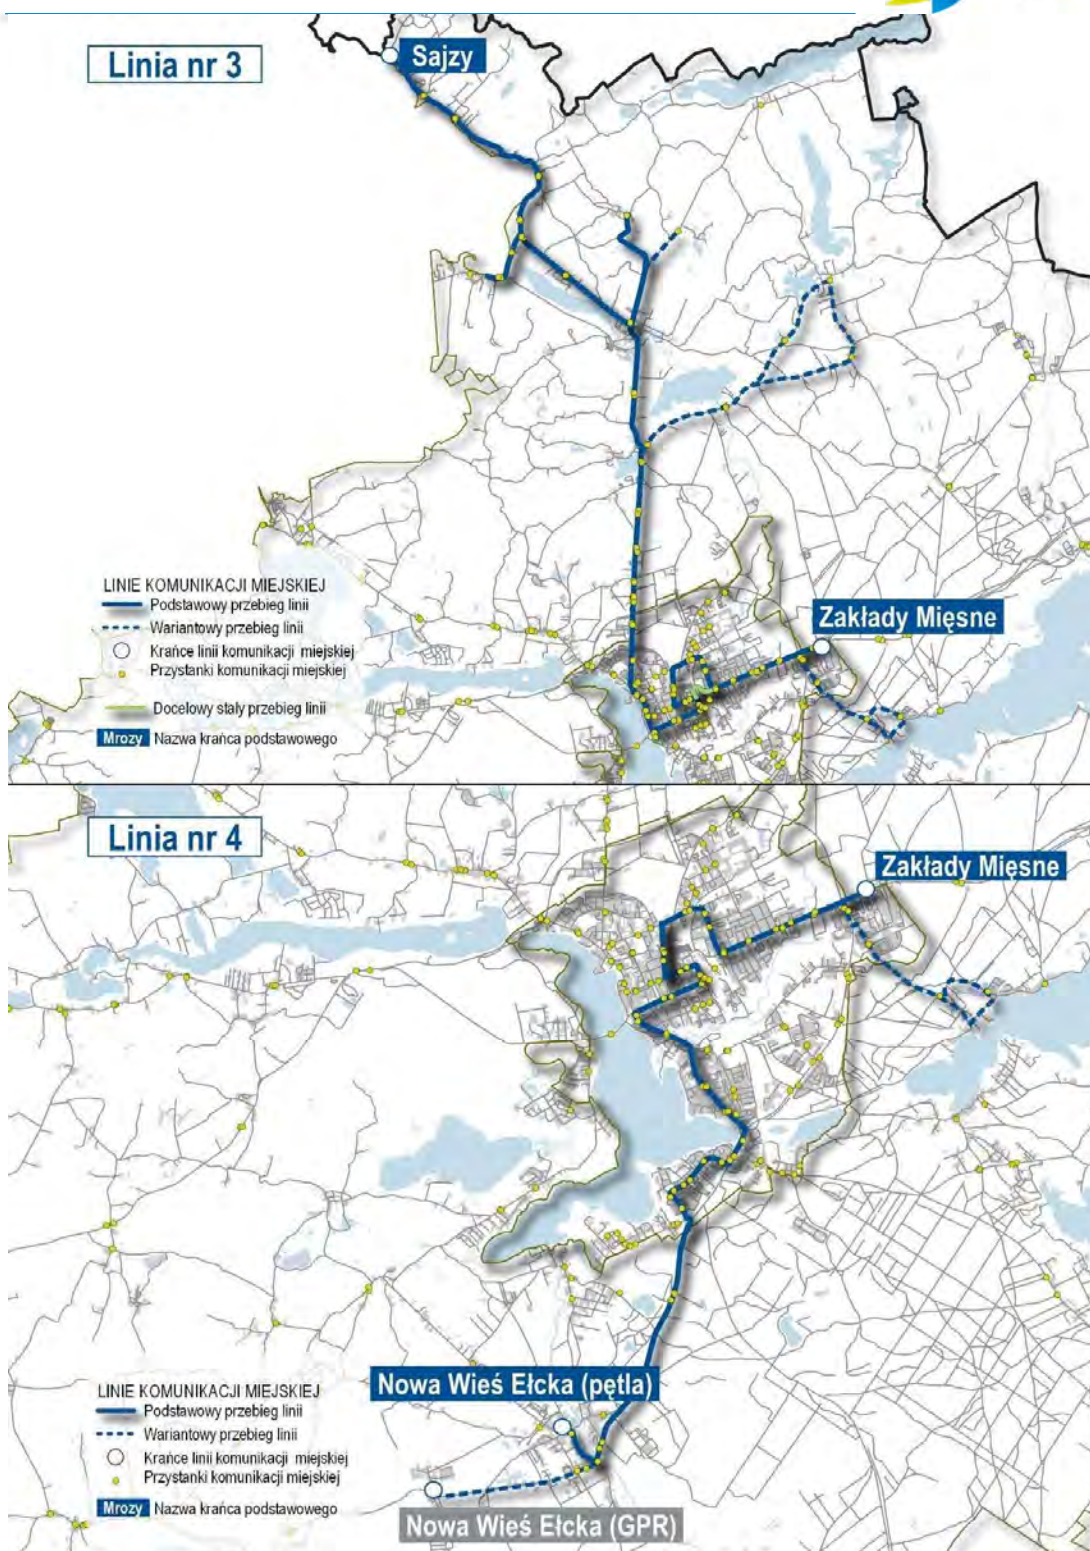 Linia nr 3
Sajzy
LINIE KOMUNIKACJI MIEJSKIEJ
Podstawowy przebieg linii
Wariantowy przebieg linii
Krańce linii komunikacji miejskiej
Przystanki komunikacji miejskiej
Docelowy stały przebieg linii
Mrozy Nazwa krańca podstawowego
Zakłady Mięsne
Linia nr 4
Zakłady Mięsne
Nowa Wieś Ełcka (pętla)
LINIE KOMUNIKACJI MIEJSKIEJ
Podstawowy przebieg linii
Wariantowy przebieg linii
Krańce linii komunikacji miejskiej
Przystanki komunikacji miejskiej
Mrozy Nazwa krańca podstawowego
Nowa Wieś Ełcka (GPR)